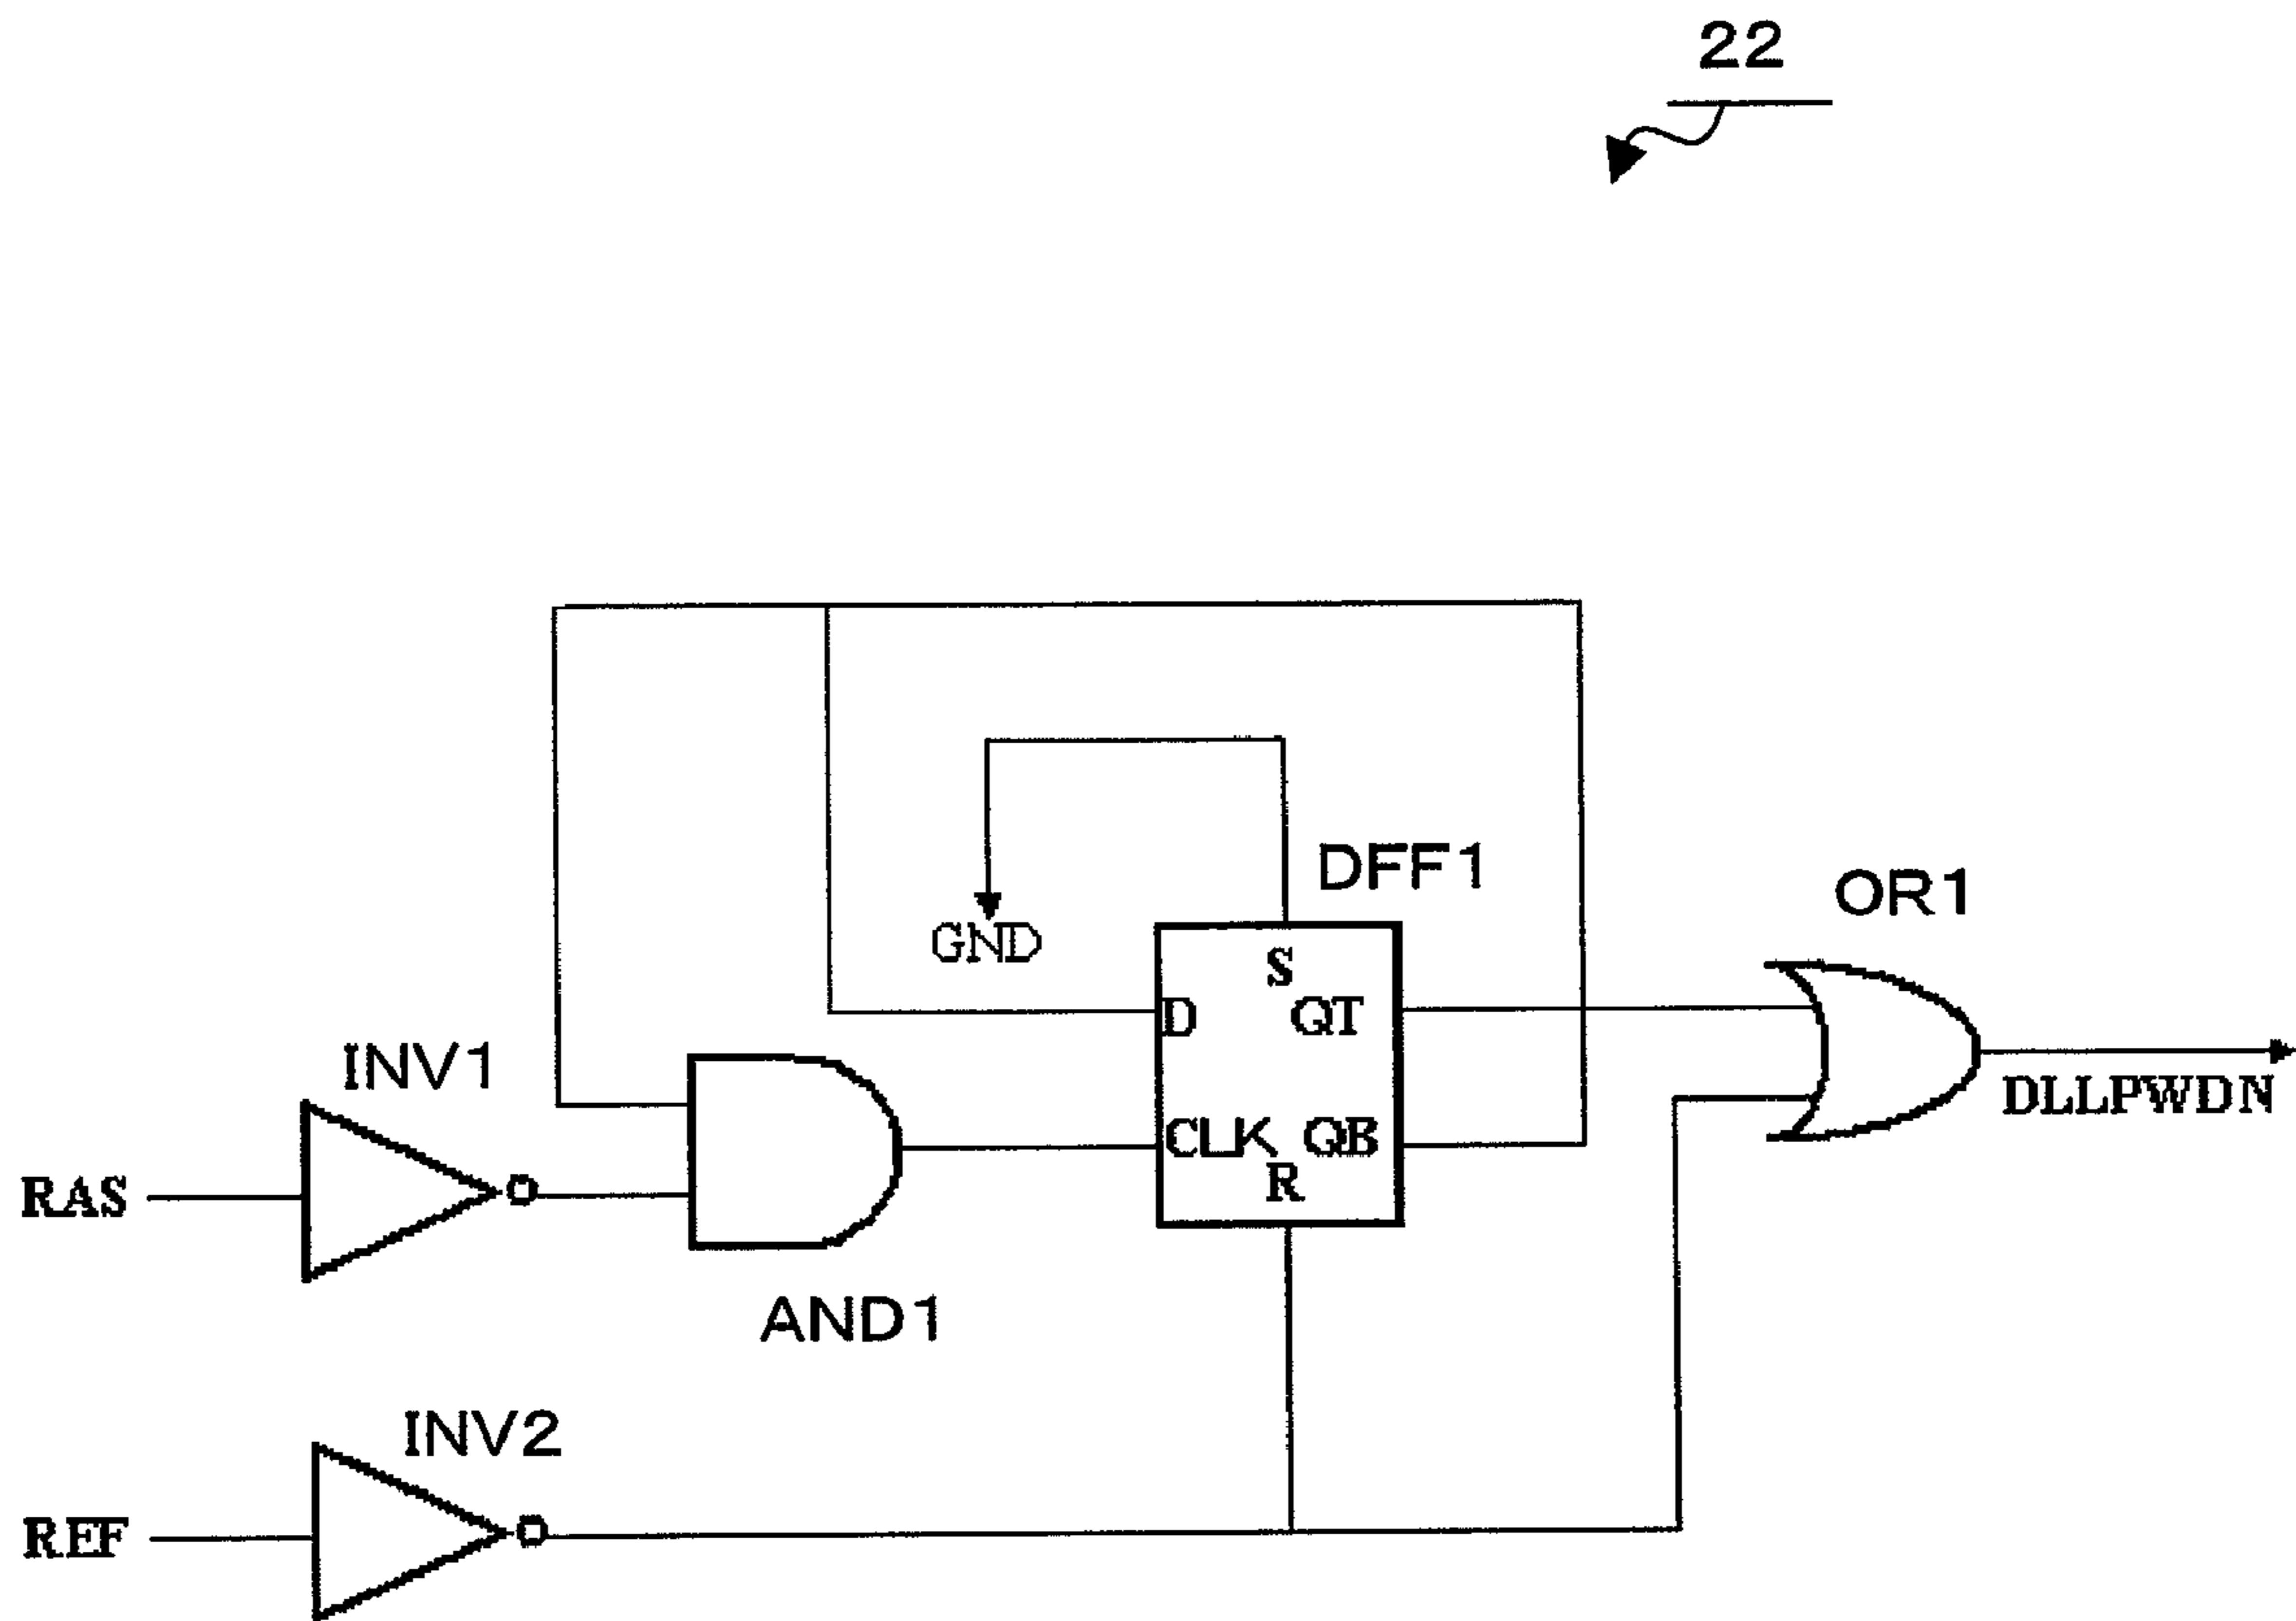 22
DFF1
OR1
GND
S
D
QT
INV1
DLLPWDN
CLK
QB
RAS
R
AND1
INV2
REF